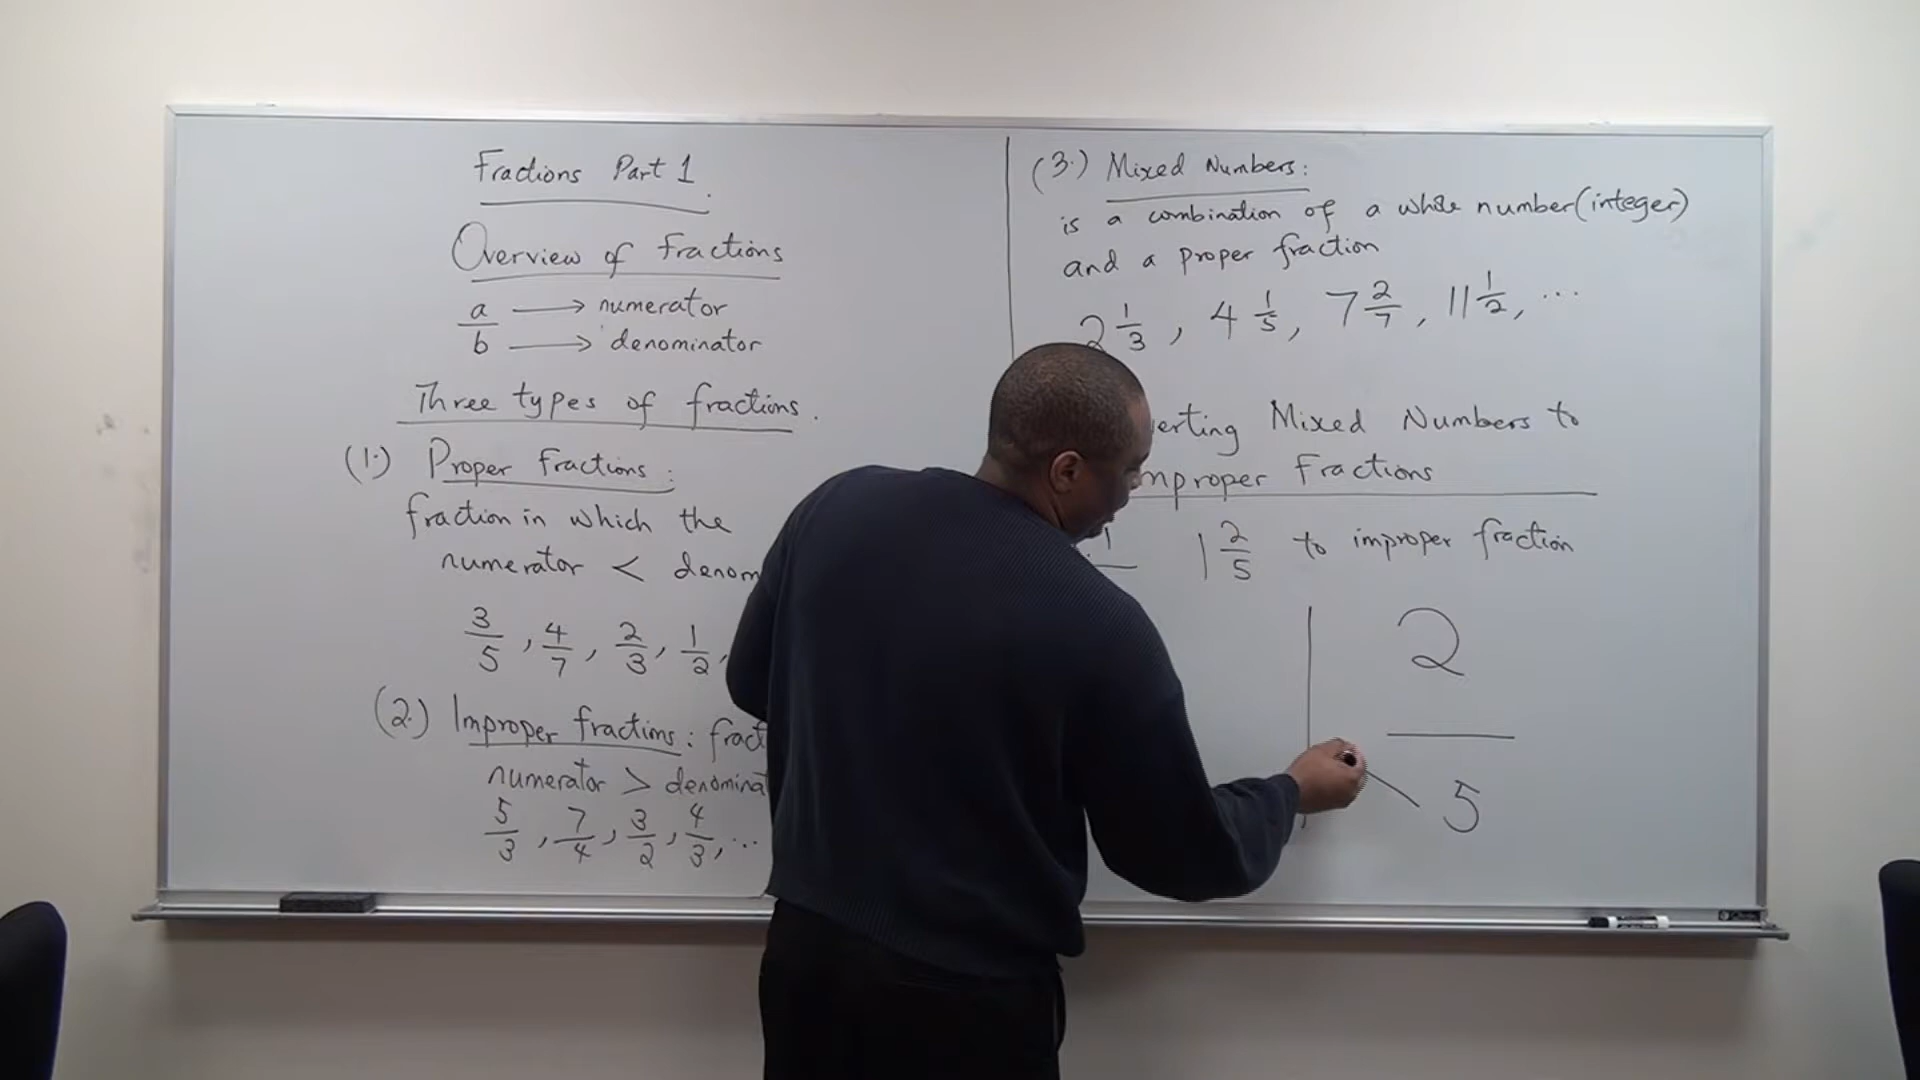 Fractions Part 1.
Overview of Fractions
a → numerator
b → denominator
Three types of fractions.
(1.) Proper Fractions:
fraction in which the
numerator < denom
3/5, 4/7, 2/3, 1/2,
(2.) Improper fractions: fract
numerator > denominat
5/3, 7/4, 3/2, 4/3, ...
(3.) Mixed Numbers:
is a combination of a whole number (integer)
and a proper fraction
2 1/3, 4 1/5, 7 2/7, 11 1/2, ...
verting Mixed Numbers to
mproper Fractions
1 1 2/5 to improper fraction
1 2
5